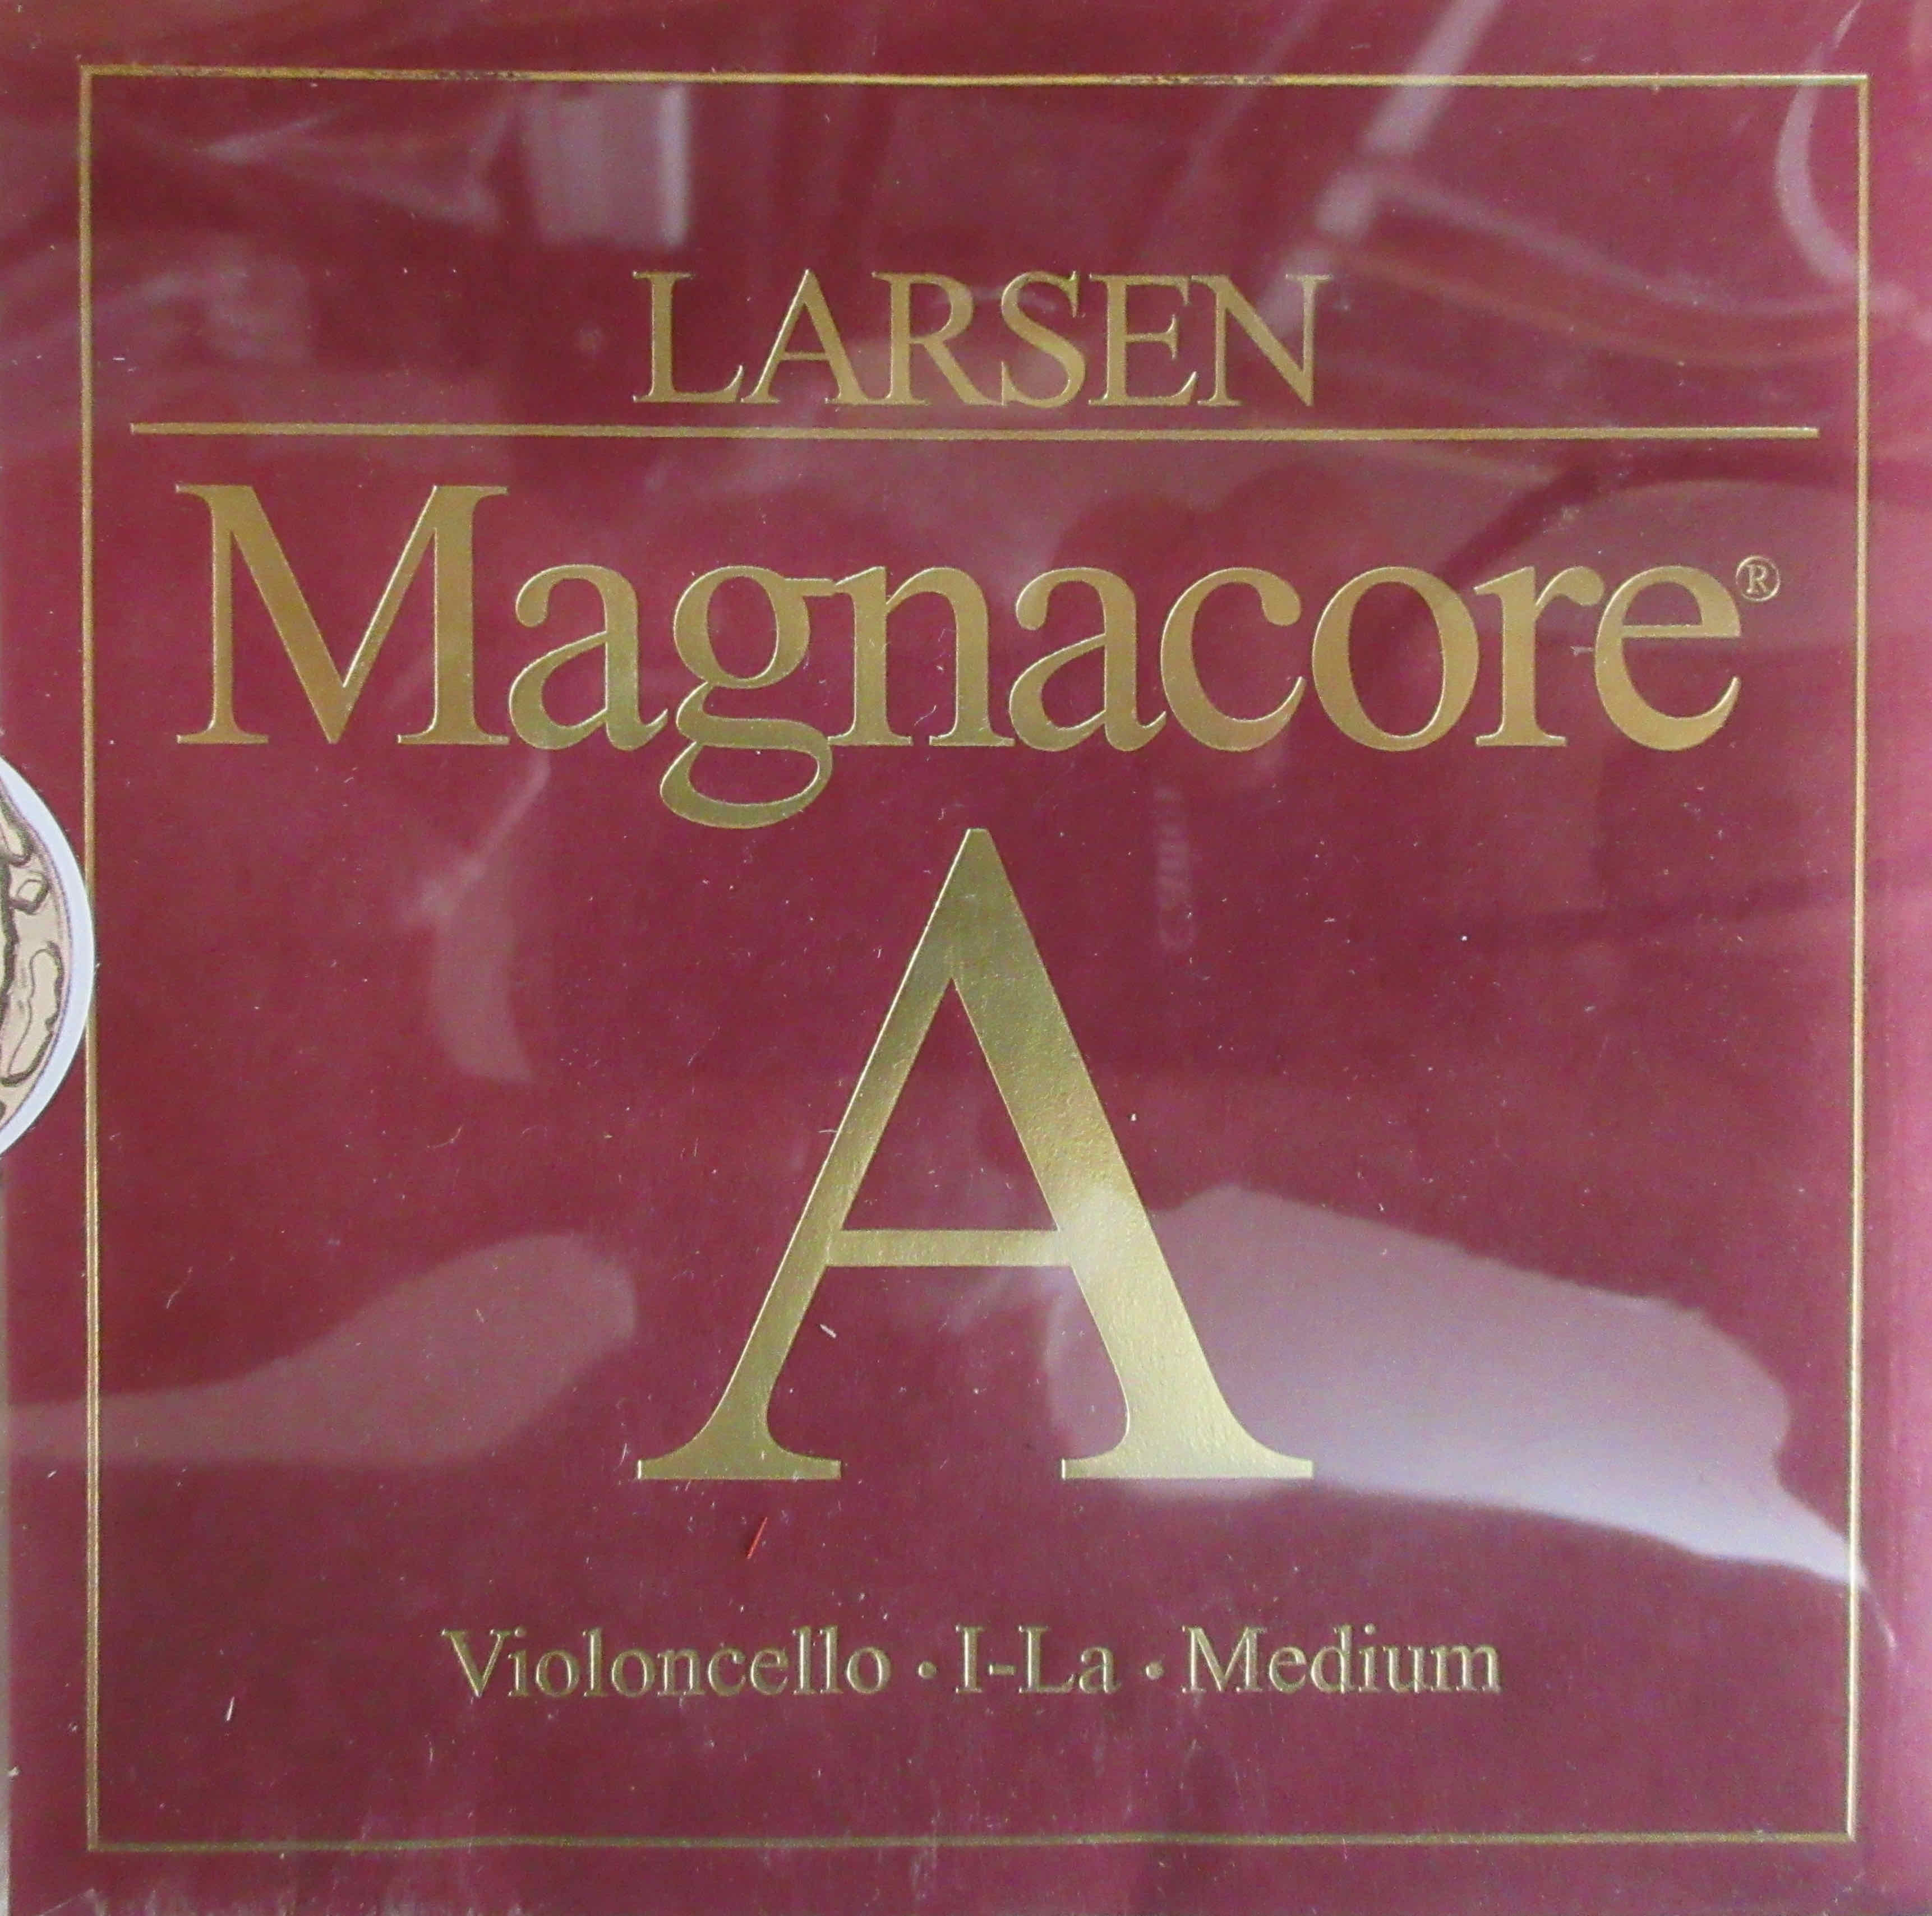 LARSEN
Magnacore®
A
Violoncello • I-La • Medium